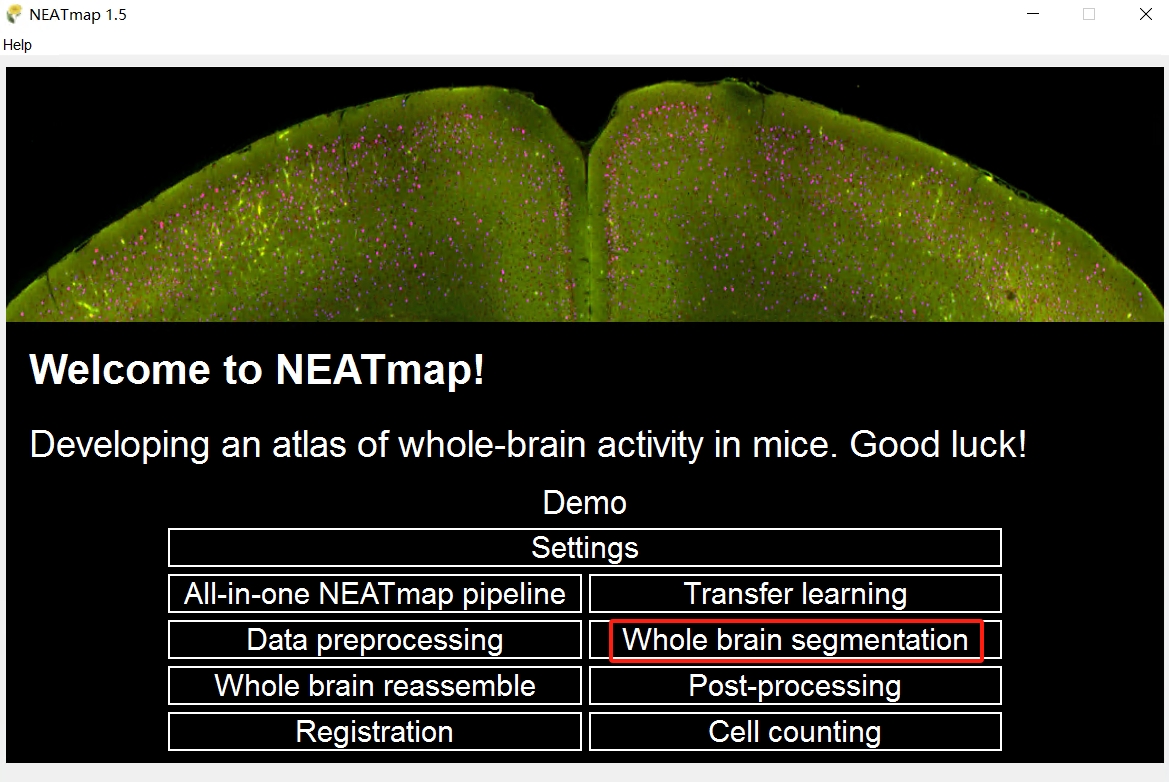 NEATmap 1.5
Help
Welcome to NEATmap!
Developing an atlas of whole-brain activity in mice. Good luck!
Demo
Settings
All-in-one NEATmap pipeline
Transfer learning
Data preprocessing
Whole brain segmentation
Whole brain reassemble
Post-processing
Registration
Cell counting